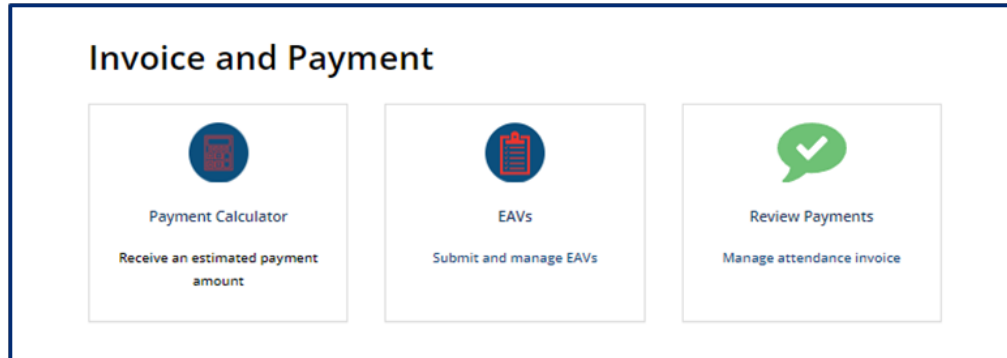 Invoice and Payment
Payment Calculator
Receive an estimated payment
amount
EAVs
Submit and manage EAVs
Review Payments
Manage attendance invoice